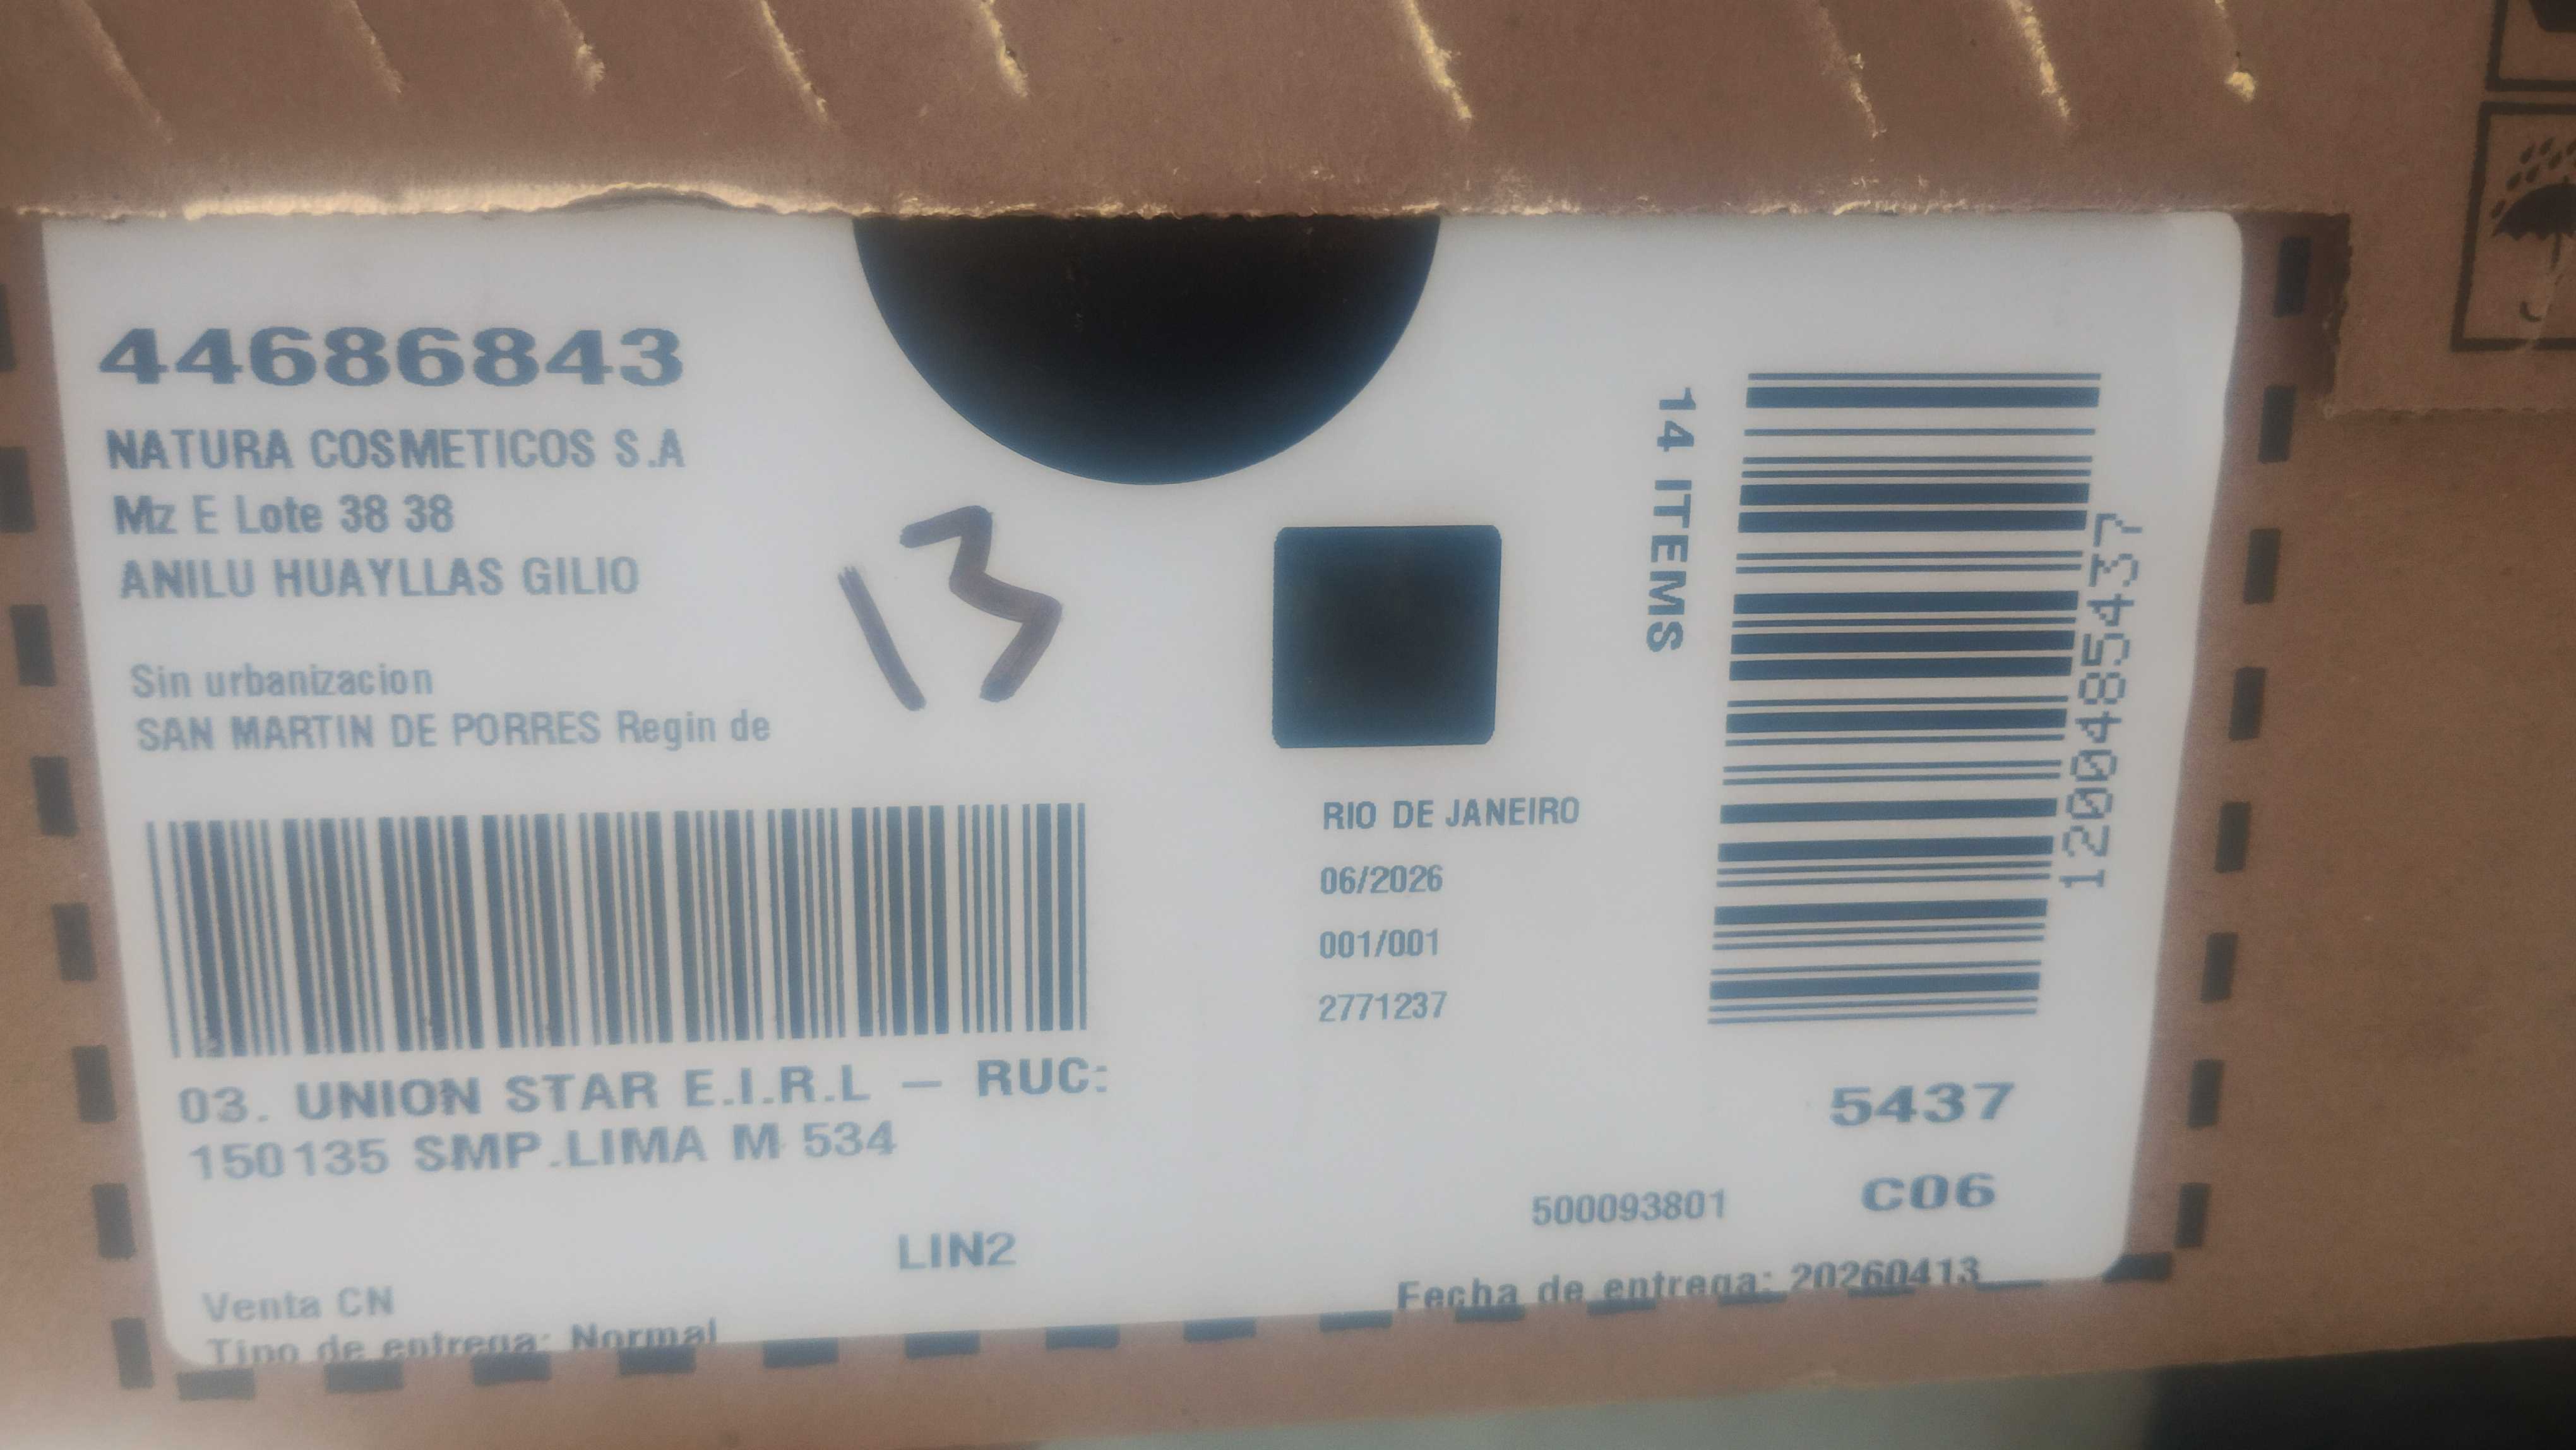 44686843
NATURA COSMETICOS S.A
Mz E Lote 38 38
ANILU HUAYLLAS GILIO
Sin urbanizacion
SAN MARTIN DE PORRES Regin de
13
03. UNION STAR E.I.R.L – RUC:
150135 SMP.LIMA M 534
LIN2
Venta CN
Tipo de entrega: Normal
RIO DE JANEIRO
06/2026
001/001
2771237
14 ITEMS
1200485437
5437
C06
500093801
Fecha de entrega: 20260413